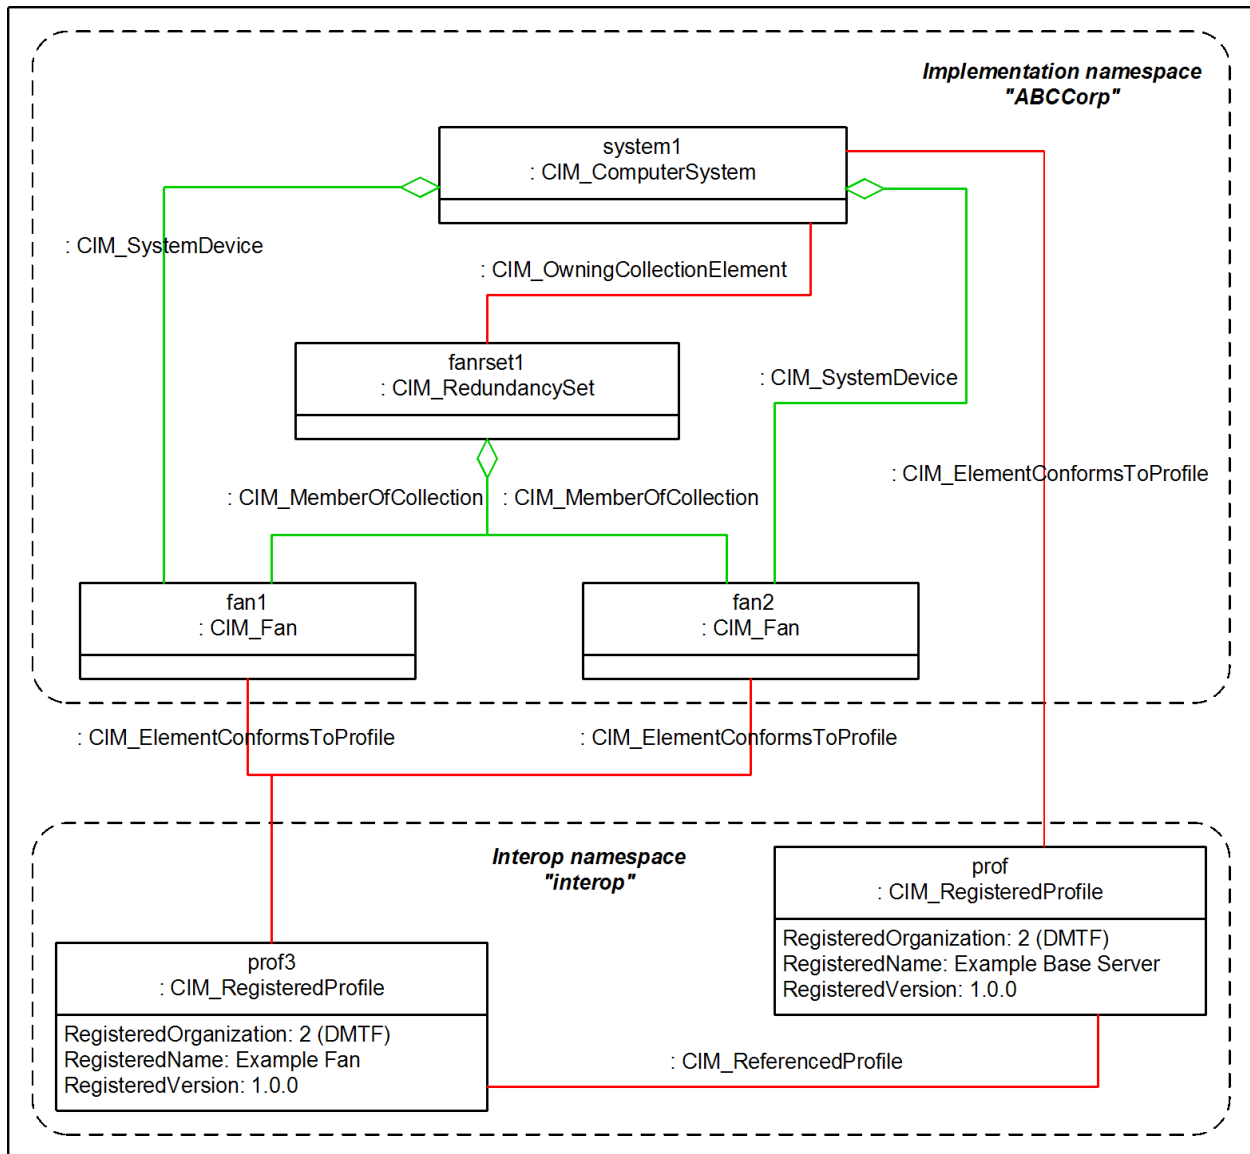 Implementation namespace
"ABCCorp"
system1
: CIM_ComputerSystem
: CIM_SystemDevice
: CIM_OwningCollectionElement
fanrset1
: CIM_RedundancySet
: CIM_SystemDevice
: CIM_ElementConformsToProfile
: CIM_MemberOfCollection
: CIM_MemberOfCollection
fan1
: CIM_Fan
fan2
: CIM_Fan
: CIM_ElementConformsToProfile
: CIM_ElementConformsToProfile
Interop namespace
"interop"
prof
: CIM_RegisteredProfile
RegisteredOrganization: 2 (DMTF)
RegisteredName: Example Base Server
RegisteredVersion: 1.0.0
prof3
: CIM_RegisteredProfile
RegisteredOrganization: 2 (DMTF)
RegisteredName: Example Fan
RegisteredVersion: 1.0.0
: CIM_ReferencedProfile